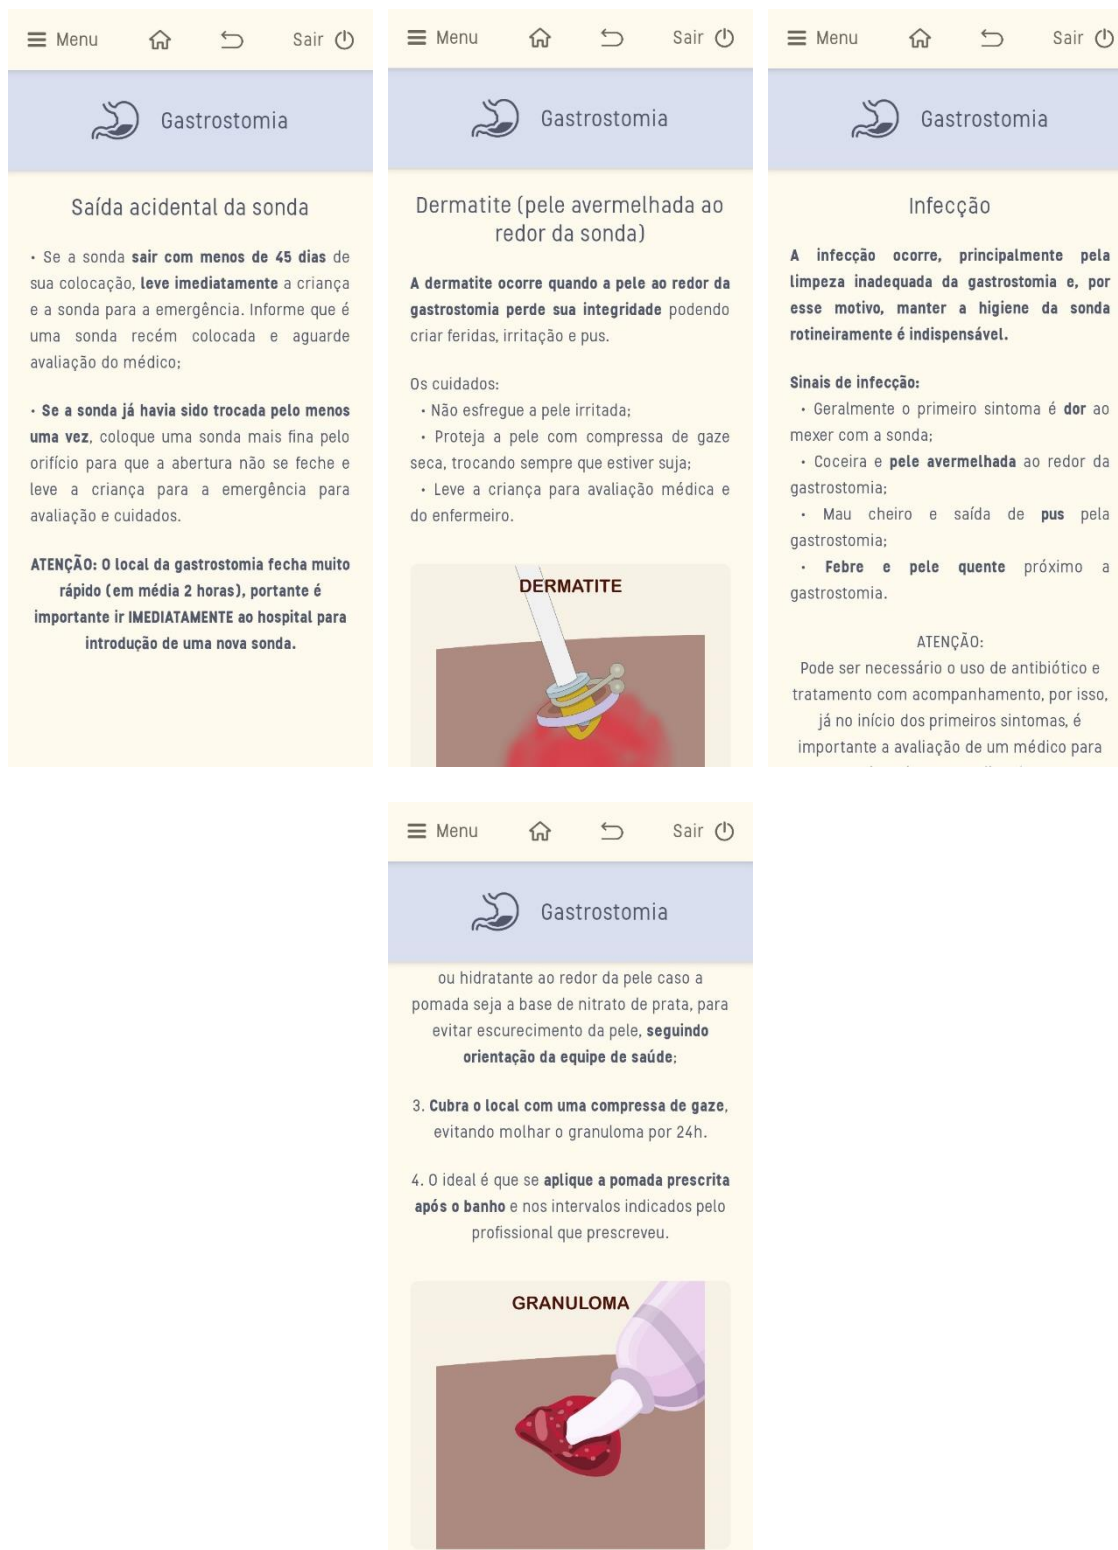 Menu
Sair
Gastrostomia
Saída acidental da sonda
• Se a sonda sair com menos de 45 dias de
sua colocação, leve imediatamente a criança
e a sonda para a emergência. Informe que é
uma sonda recém colocada e aguarde
avaliação do médico;
• Se a sonda já havia sido trocada pelo menos
uma vez, coloque uma sonda mais fina pelo
orifício para que a abertura não se feche e
leve a criança para a emergência para
avaliação e cuidados.
ATENÇÃO: O local da gastrostomia fecha muito
rápido (em média 2 horas), portante é
importante ir IMEDIATAMENTE ao hospital para
introdução de uma nova sonda.
Menu
Sair
Gastrostomia
Dermatite (pele avermelhada ao
redor da sonda)
A dermatite ocorre quando a pele ao redor da
gastrostomia perde sua integridade podendo
criar feridas, irritação e pus.
Os cuidados:
• Não esfregue a pele irritada;
• Proteja a pele com compressa de gaze
seca, trocando sempre que estiver suja;
• Leve a criança para avaliação médica e
do enfermeiro.
DERMATITE
Menu
Sair
Gastrostomia
Infecção
A infecção ocorre, principalmente pela
limpeza inadequada da gastrostomia e, por
esse motivo, manter a higiene da sonda
rotineiramente é indispensável.
Sinais de infecção:
• Geralmente o primeiro sintoma é dor ao
mexer com a sonda;
• Coceira e pele avermelhada ao redor da
gastrostomia;
• Mau cheiro e saída de pus pela
gastrostomia;
• Febre e pele quente próximo a
gastrostomia.
ATENÇÃO:
Pode ser necessário o uso de antibiótico e
tratamento com acompanhamento, por isso,
já no início dos primeiros sintomas, é
importante a avaliação de um médico para
Menu
Sair
Gastrostomia
ou hidratante ao redor da pele caso a
pomada seja a base de nitrato de prata, para
evitar escurecimento da pele, seguindo
orientação da equipe de saúde;
3. Cubra o local com uma compressa de gaze,
evitando molhar o granuloma por 24h.
4. O ideal é que se aplique a pomada prescrita
após o banho e nos intervalos indicados pelo
profissional que prescreveu.
GRANULOMA